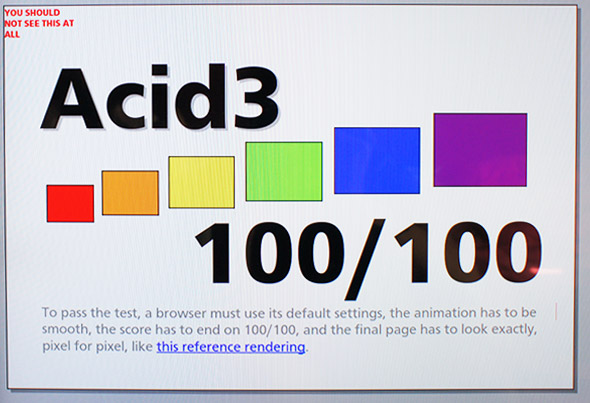 YOU SHOULD
NOT SEE THIS AT
ALL
Acid3
100/100
To pass the test, a browser must use its default settings, the animation has to be
smooth, the score has to end on 100/100, and the final page has to look exactly,
pixel for pixel, like this reference rendering.